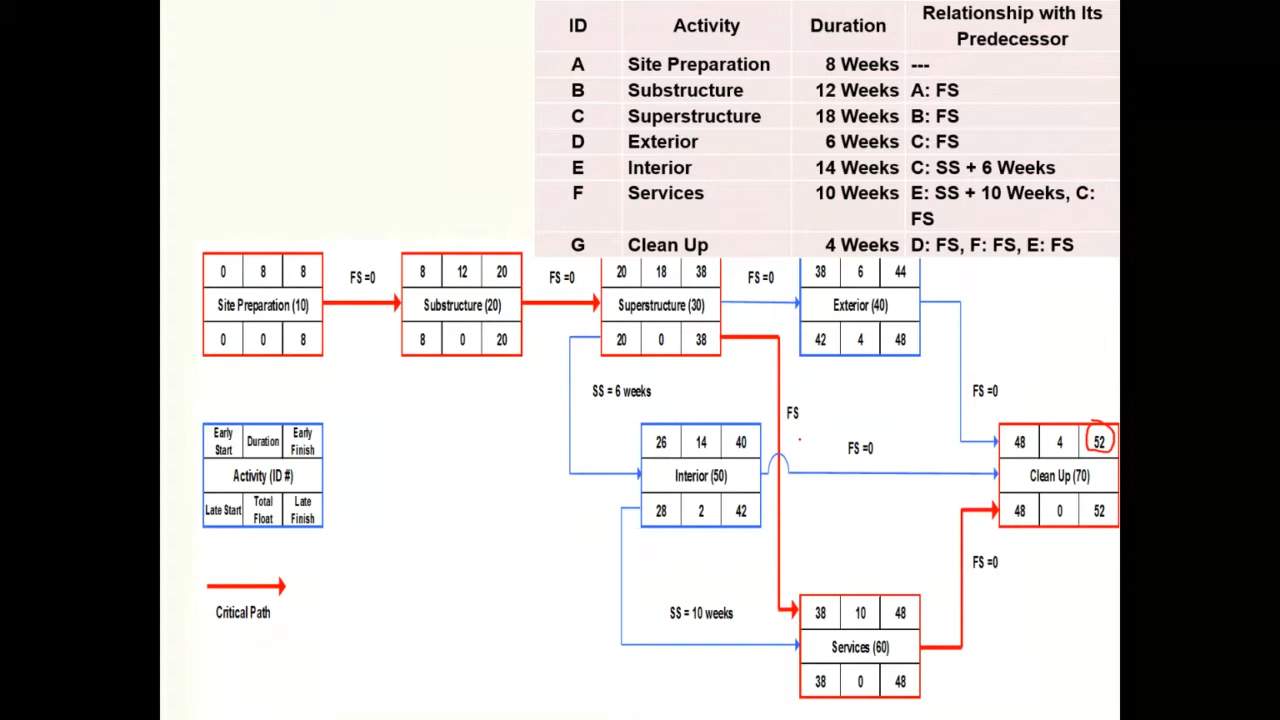 ID Activity Duration Relationship with Its
Predecessor
A Site Preparation 8 Weeks ---
B Substructure 12 Weeks A: FS
C Superstructure 18 Weeks B: FS
D Exterior 6 Weeks C: FS
E Interior 14 Weeks C: SS + 6 Weeks
F Services 10 Weeks E: SS + 10 Weeks, C:
FS
G Clean Up 4 Weeks D: FS, F: FS, E: FS
0 8 8
Site Preparation (10)
0 0 8
FS =0
8 12 20
Substructure (20)
8 0 20
FS =0
20 18 38
Superstructure (30)
20 0 38
FS =0
38 6 44
Exterior (40)
42 4 48
SS = 6 weeks
FS
FS =0
FS =0
Early Start Duration Early Finish
Activity (ID #)
Late Start Total Float Late Finish
26 14 40
Interior (50)
28 2 42
48 4 52
Clean Up (70)
48 0 52
FS =0
Critical Path
SS = 10 weeks
38 10 48
Services (60)
38 0 48